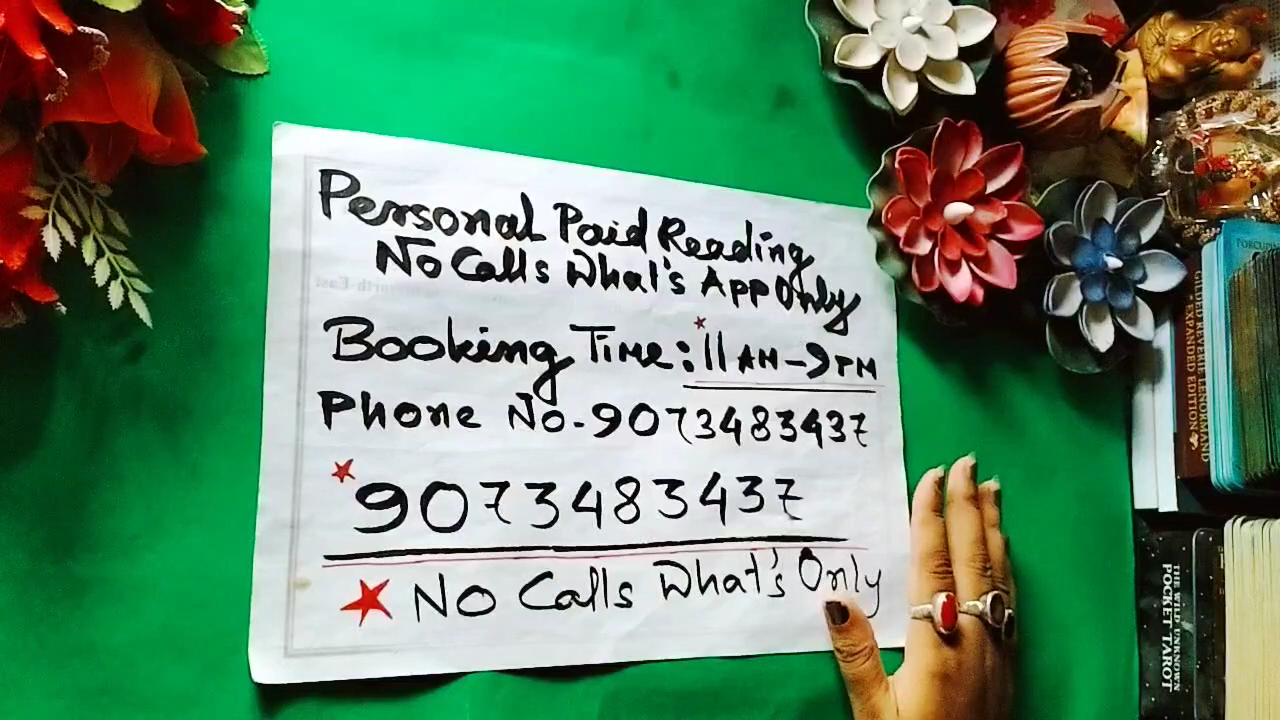 Personal Paid Reading
No Calls What's App Only
Booking Time: 11 AM - 9 PM
Phone No. - 9073483437
9073483437
No Calls What's Only
GILDED REVERIE LENORMAND
EXPANDED EDITION
THE WILD UNKNOWN
POCKET TAROT